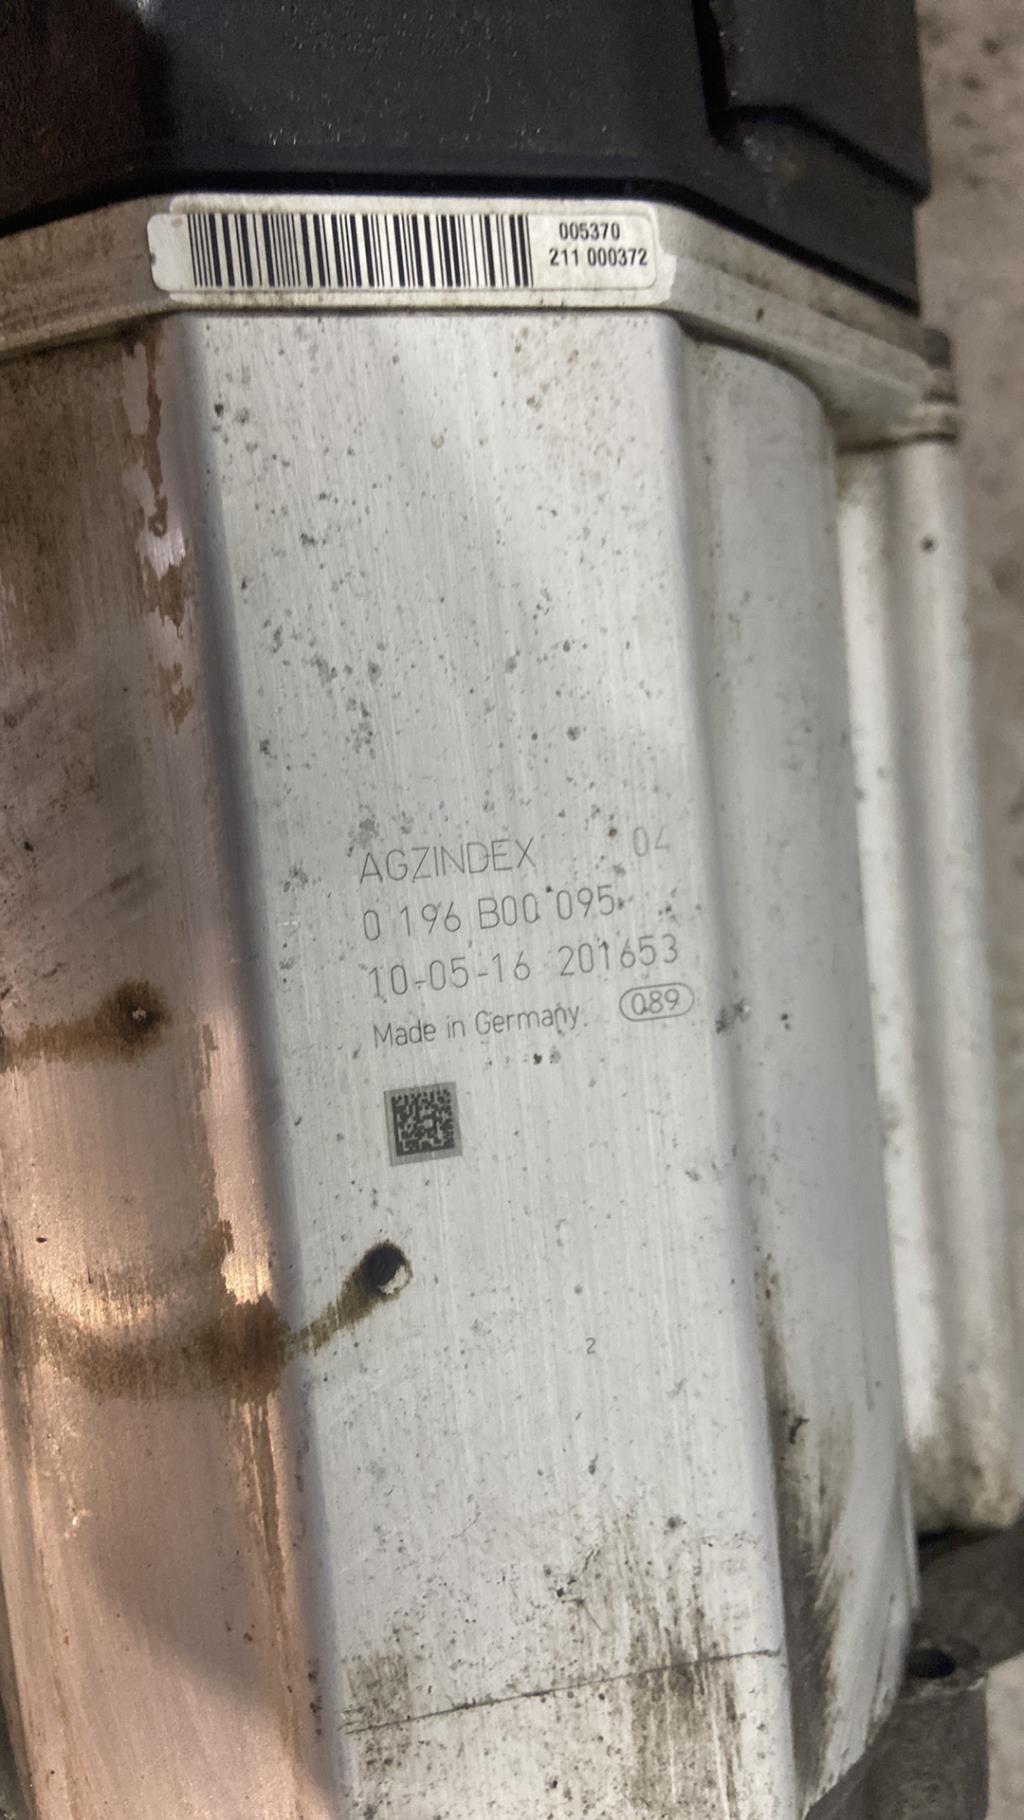 005370
211 000372
AGZINDEX 04
0 196 B00 095
10-05-16 201653
Made in Germany 089
2